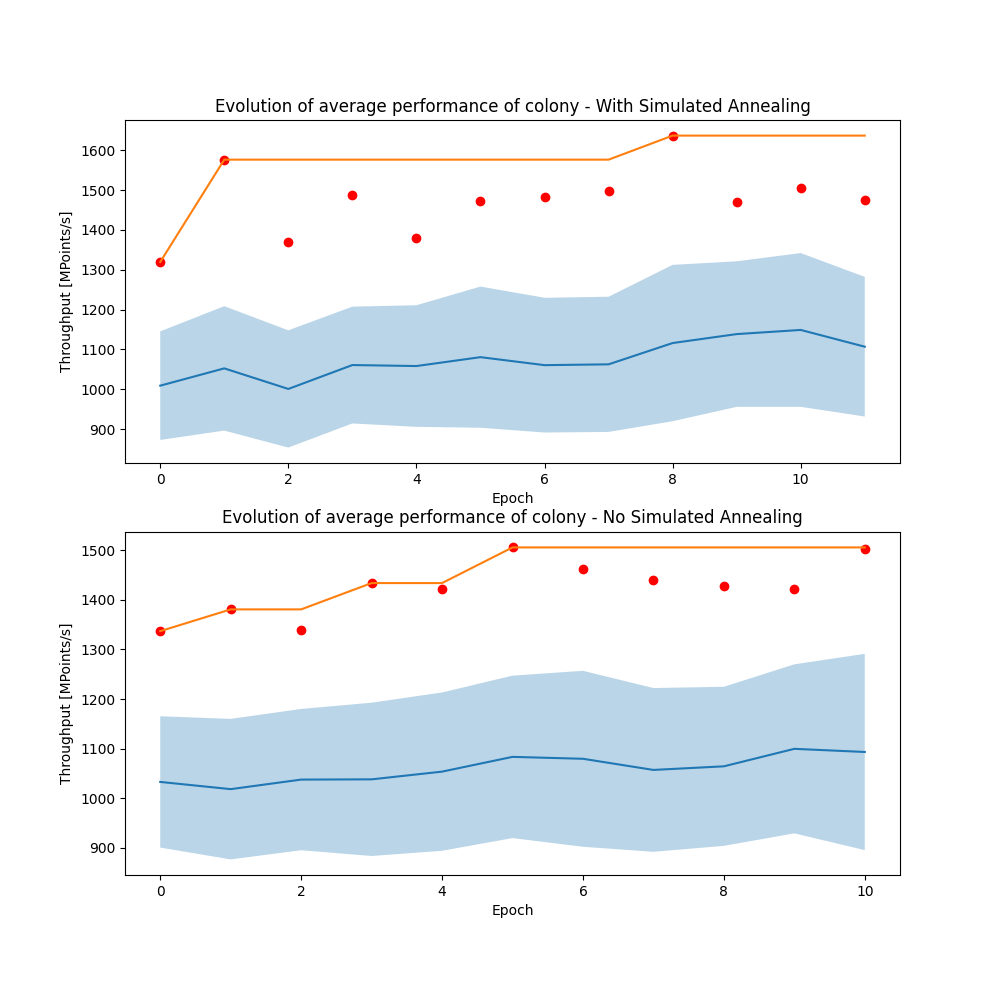 Evolution of average performance of colony - With Simulated Annealing
Throughput [MPoints/s]
1600
1500
1400
1300
1200
1100
1000
900
0 2 4 6 8 10
Epoch
Evolution of average performance of colony - No Simulated Annealing
Throughput [MPoints/s]
1500
1400
1300
1200
1100
1000
900
0 2 4 6 8 10
Epoch